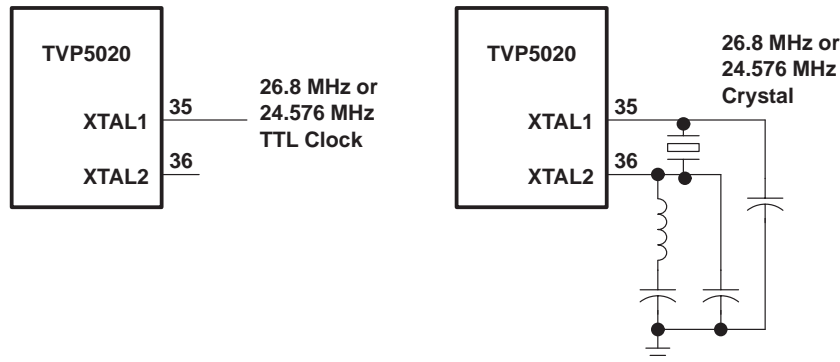 TVP5020
XTAL1
35
XTAL2
36
26.8 MHz or
24.576 MHz
TTL Clock
TVP5020
XTAL1
35
XTAL2
36
26.8 MHz or
24.576 MHz
Crystal